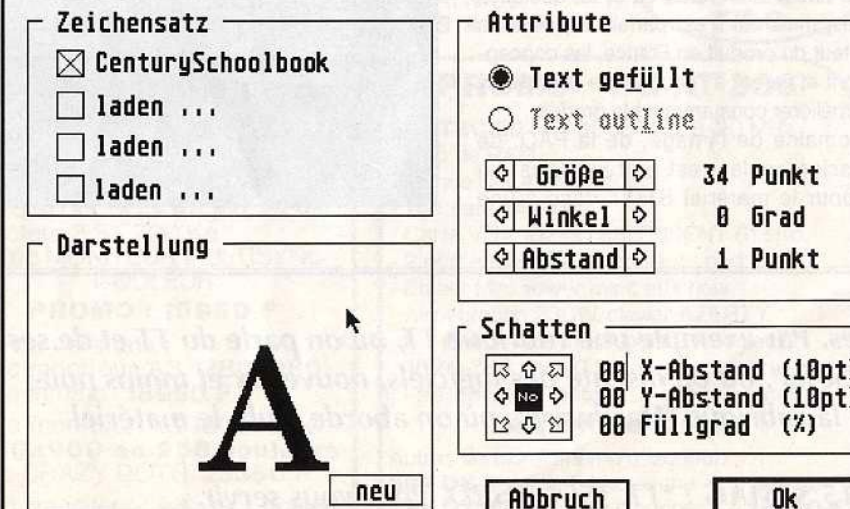 Zeichensatz
CenturySchoolbook
laden ...
laden ...
laden ...
Darstellung
A
neu
Attribute
Text gefüllt
Text outline
Größe 34 Punkt
Winkel 0 Grad
Abstand 1 Punkt
Schatten
00 X-Abstand (10pt)
No 00 Y-Abstand (10pt)
00 Füllgrad (%)
Abbruch
Ok